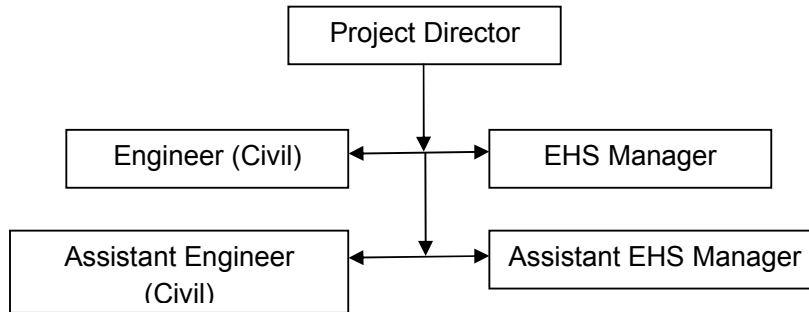 Project Director
Engineer (Civil)
EHS Manager
Assistant Engineer
(Civil)
Assistant EHS Manager